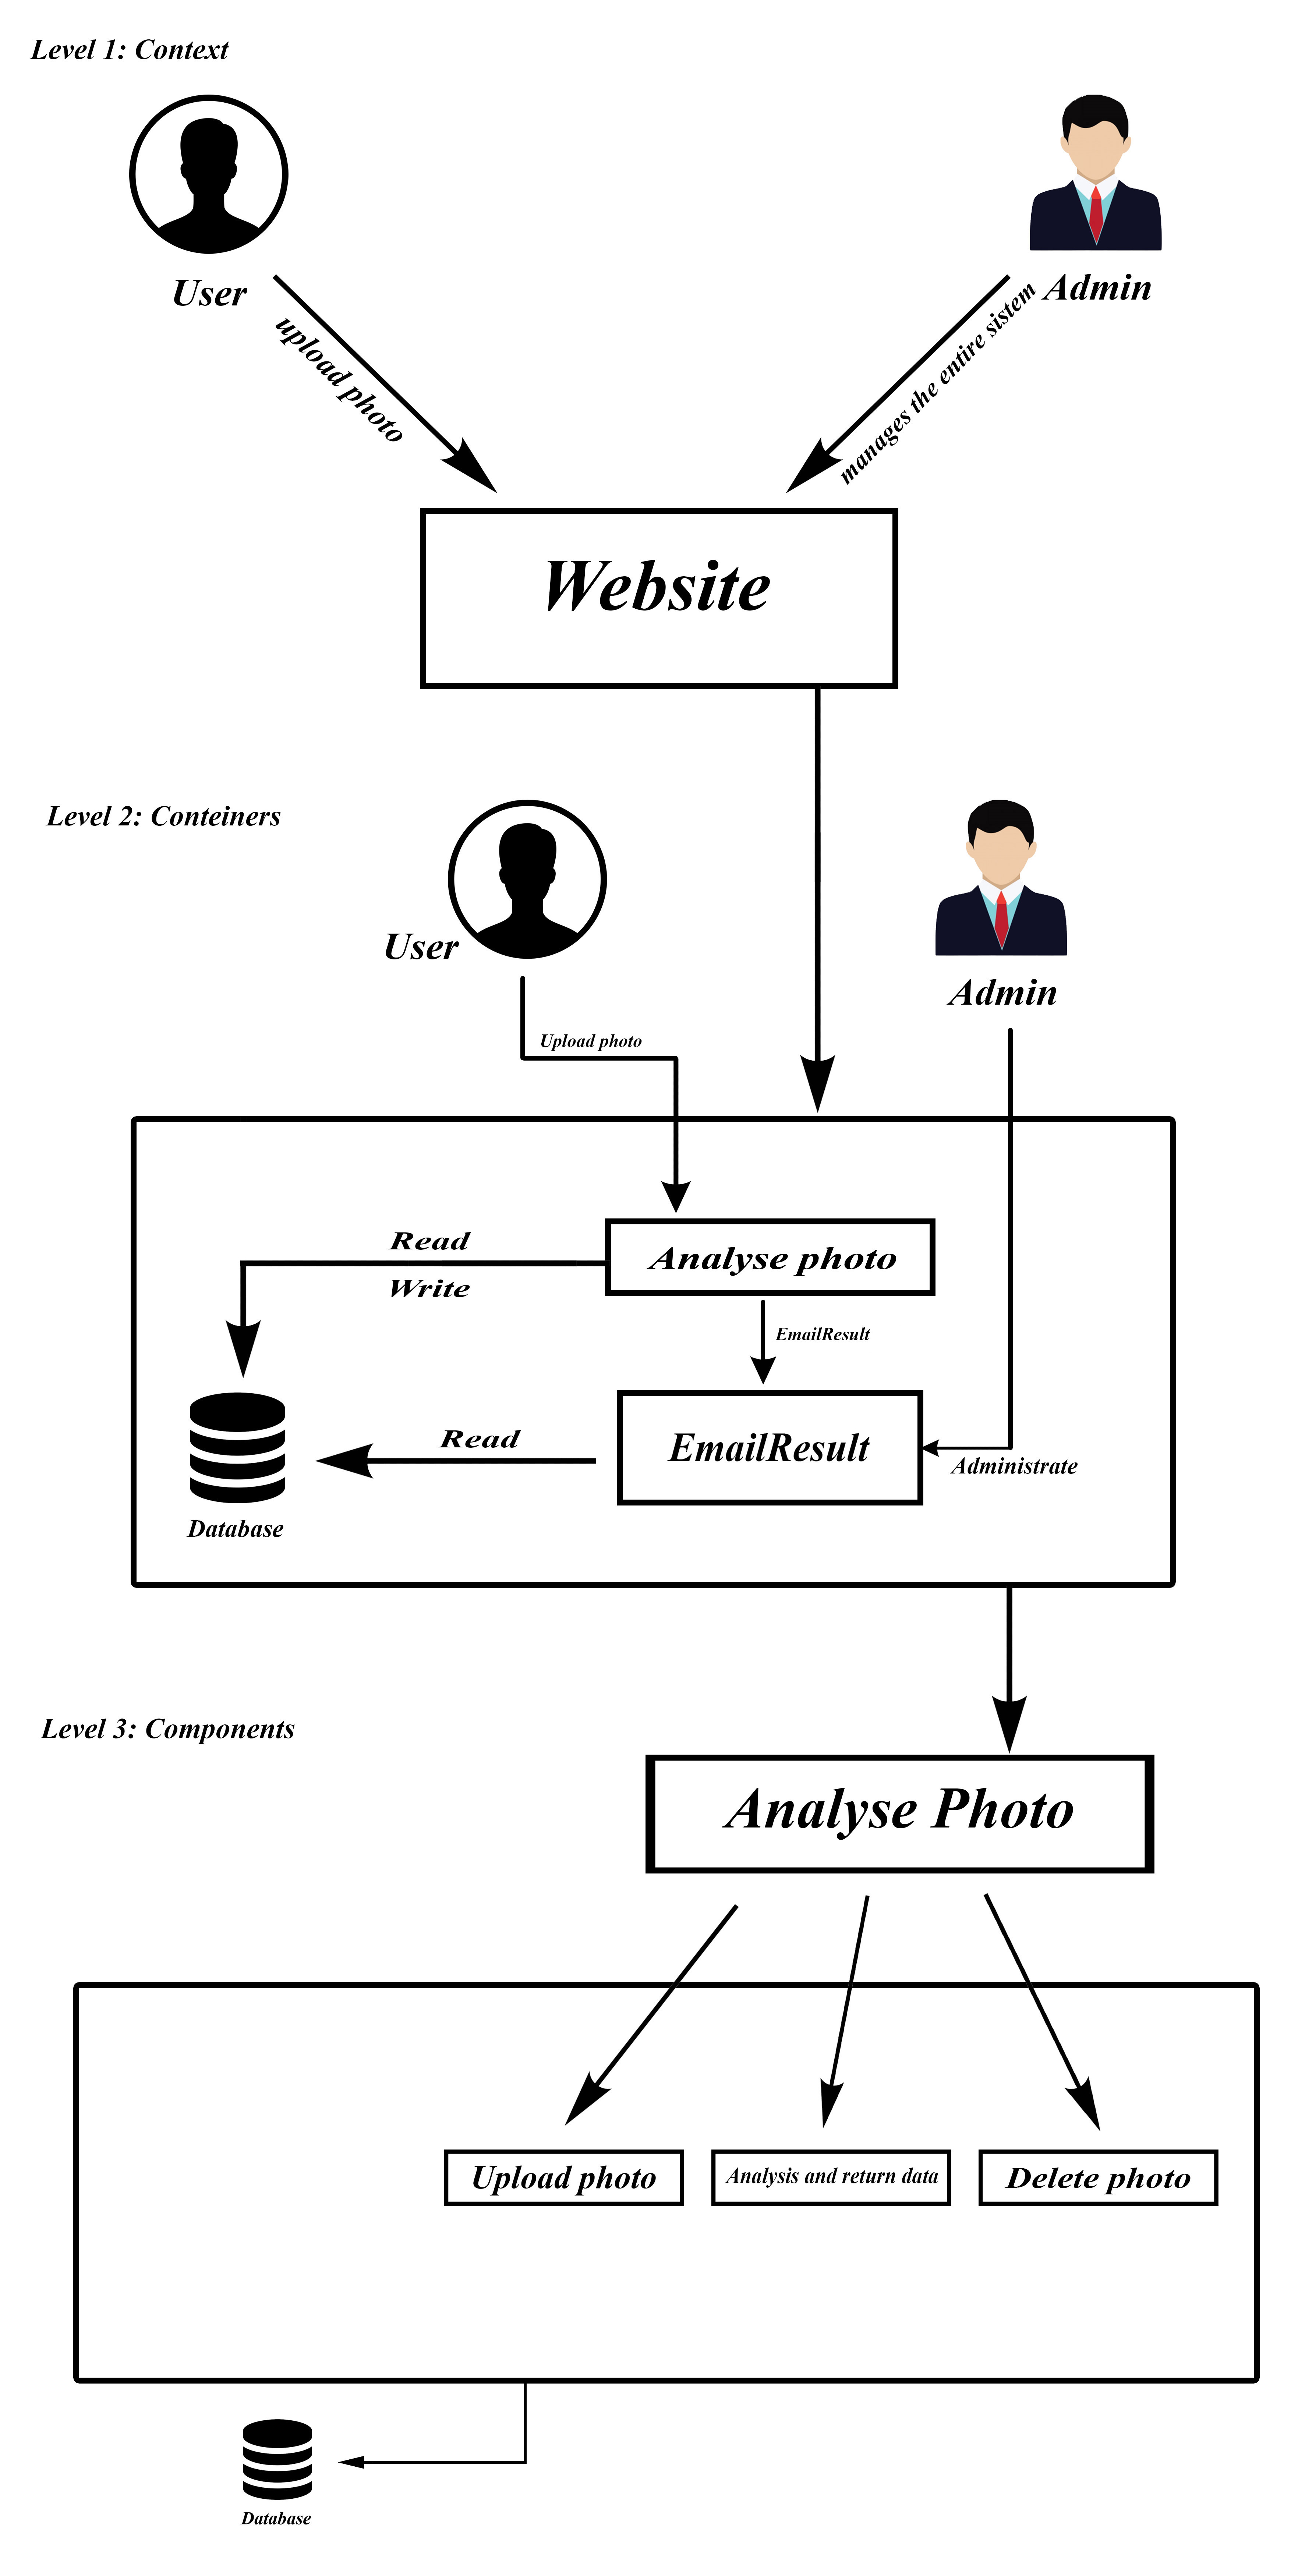 Level 1: Context
User
Admin
upload photo
manages the entire sistem
Website
Level 2: Conteiners
User
Admin
Upload photo
Read
Write
Analyse photo
EmailResult
Read
EmailResult
Administrate
Database
Level 3: Components
Analyse Photo
Upload photo
Analysis and return data
Delete photo
Database